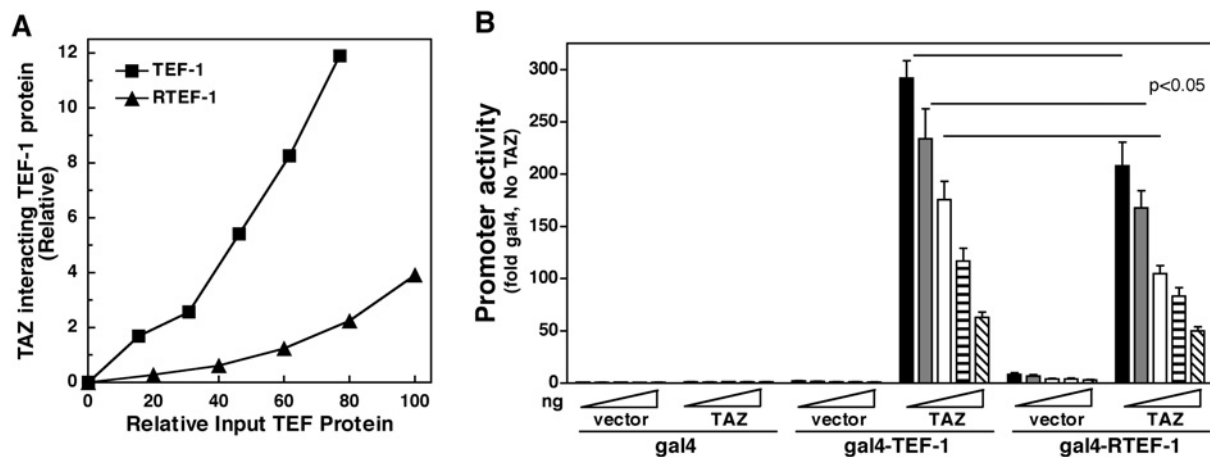 A
TAZ interacting TEF-1 protein
(Relative)
12
10
8
6
4
2
0
TEF-1
RTEF-1
0 20 40 60 80 100
Relative Input TEF Protein
B
Promoter activity
(fold gal4, No TAZ)
300
250
200
150
100
50
0
p<0.05
ng
vector TAZ vector TAZ vector TAZ
gal4 gal4-TEF-1 gal4-RTEF-1